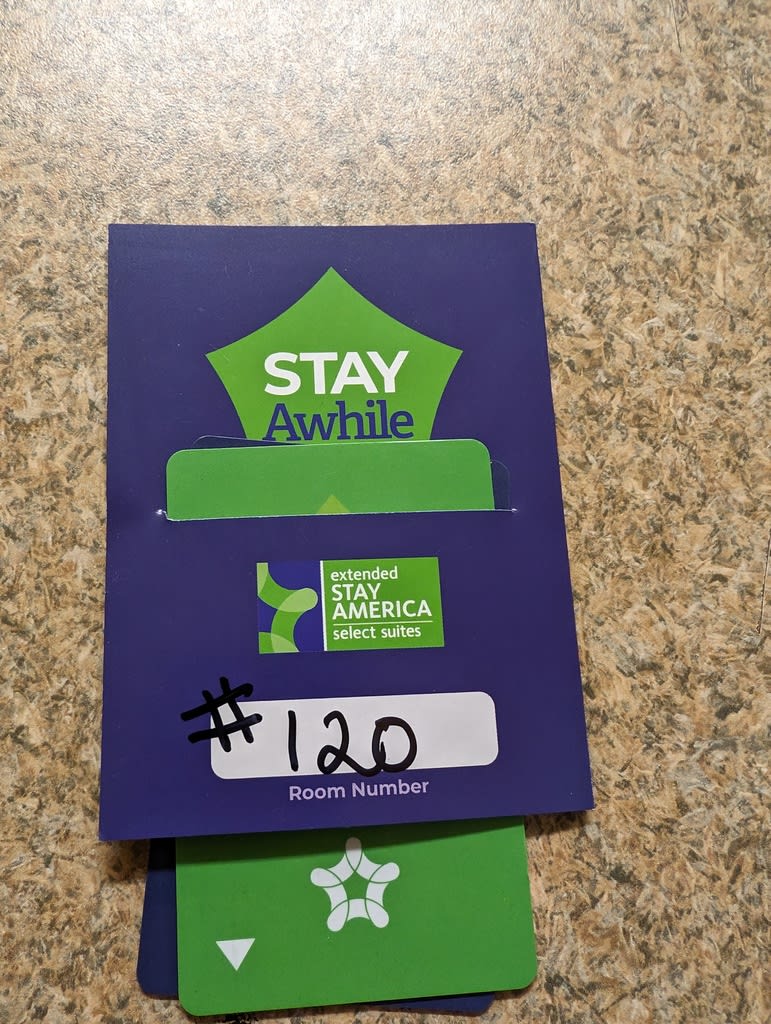 STAY
Awhile
extended
STAY
AMERICA
select suites
#120
Room Number